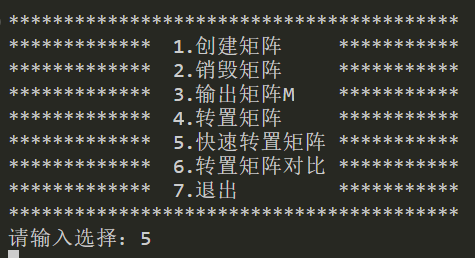 *****************************************
************* 1.创建矩阵 ***********
************* 2.销毁矩阵 ***********
************* 3.输出矩阵M ***********
************* 4.转置矩阵 ***********
************* 5.快速转置矩阵 ***********
************* 6.转置矩阵对比 ***********
************* 7.退出 ***********
*****************************************
请输入选择：5